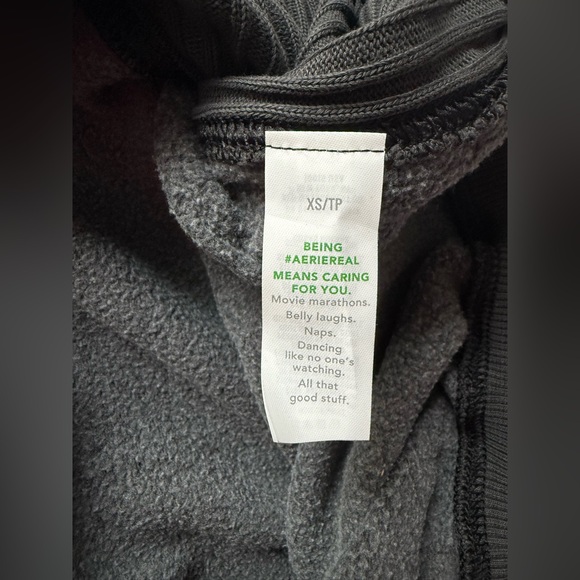 XS/TP
BEING
#AERIEREAL
MEANS CARING
FOR YOU.
Movie marathons.
Belly laughs.
Naps.
Dancing
like no one's
watching.
All that
good stuff.